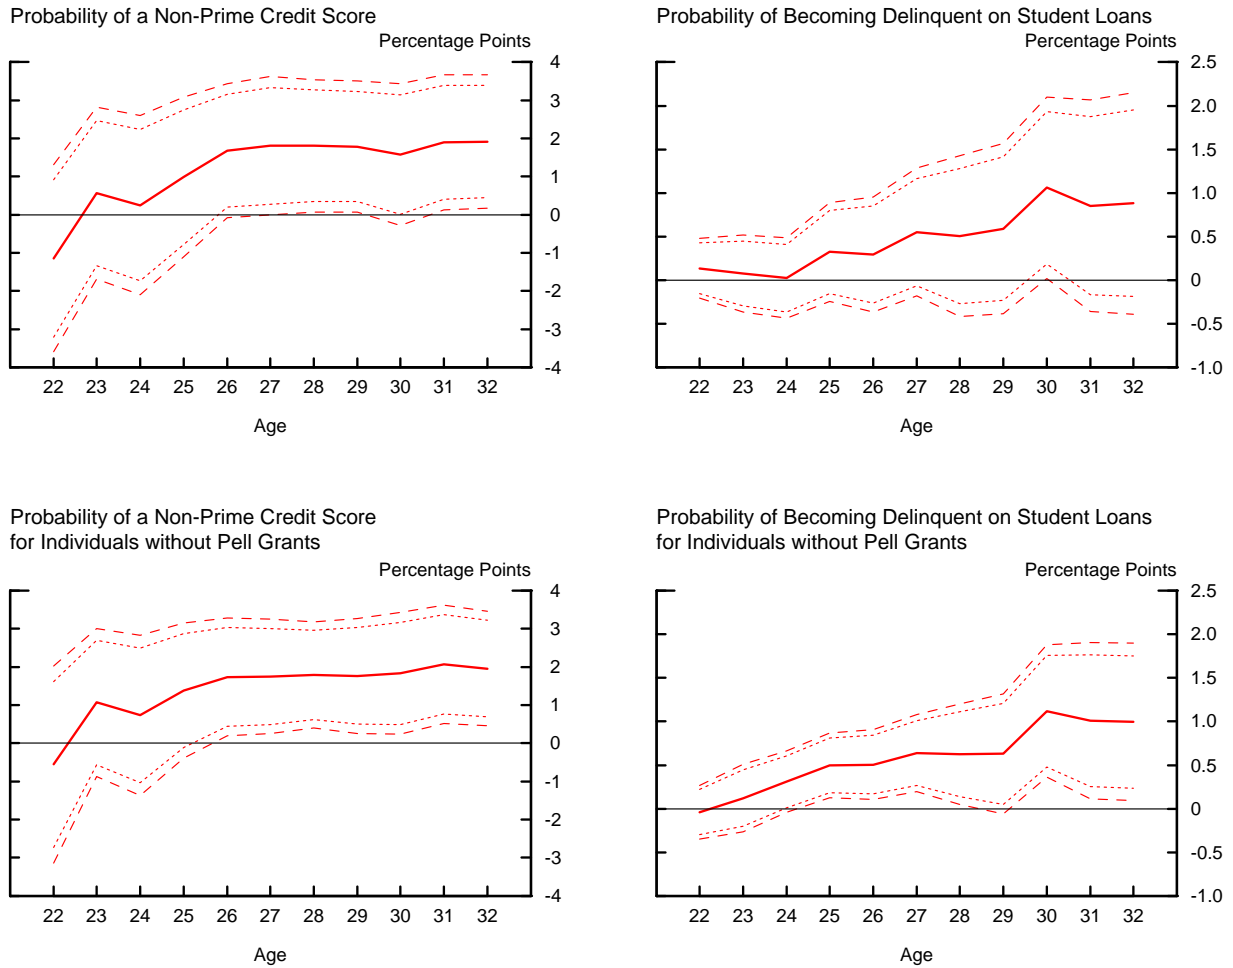 Probability of a Non-Prime Credit Score
Percentage Points
4
3
2
1
0
-1
-2
-3
-4
22 23 24 25 26 27 28 29 30 31 32
Age
Probability of Becoming Delinquent on Student Loans
Percentage Points
2.5
2.0
1.5
1.0
0.5
0
-0.5
-1.0
22 23 24 25 26 27 28 29 30 31 32
Age
Probability of a Non-Prime Credit Score
for Individuals without Pell Grants
Percentage Points
4
3
2
1
0
-1
-2
-3
-4
22 23 24 25 26 27 28 29 30 31 32
Age
Probability of Becoming Delinquent on Student Loans
for Individuals without Pell Grants
Percentage Points
2.5
2.0
1.5
1.0
0.5
0
-0.5
-1.0
22 23 24 25 26 27 28 29 30 31 32
Age